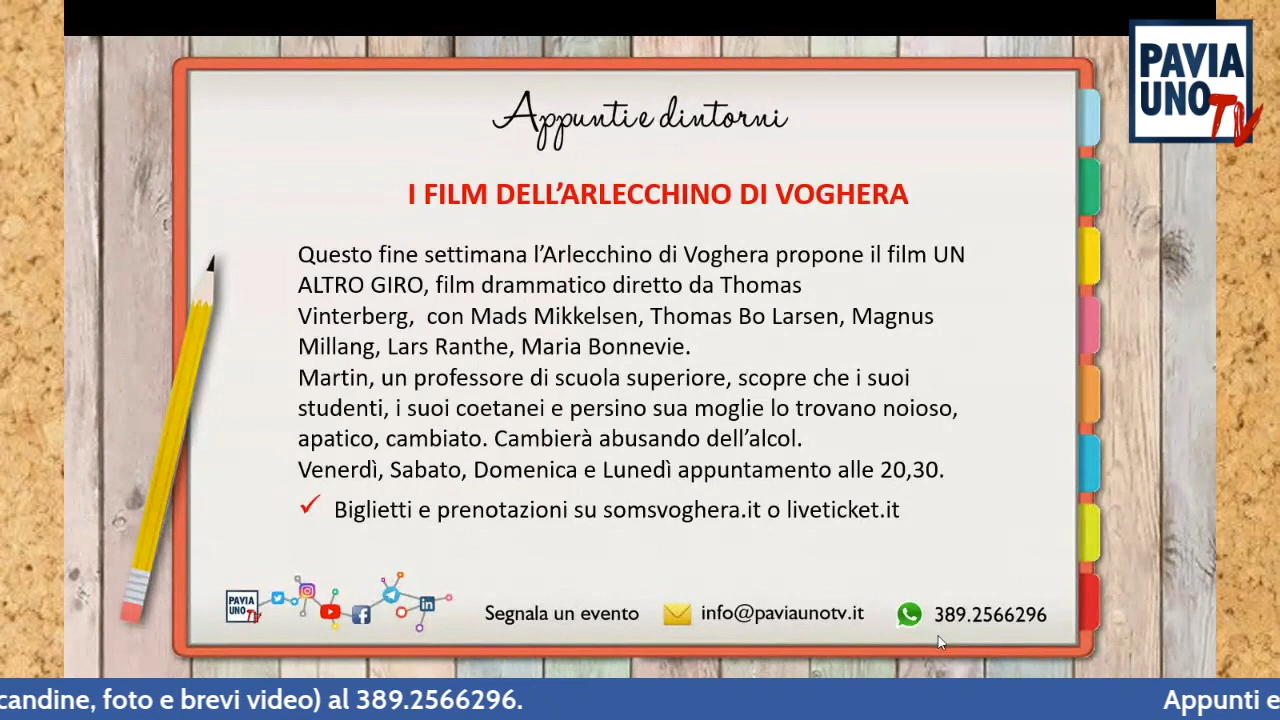 PAVIA
UNO TV
Appunti e dintorni
I FILM DELL'ARLECCHINO DI VOGHERA
Questo fine settimana l'Arlecchino di Voghera propone il film UN
ALTRO GIRO, film drammatico diretto da Thomas
Vinterberg,  con Mads Mikkelsen, Thomas Bo Larsen, Magnus
Millang, Lars Ranthe, Maria Bonnevie.
Martin, un professore di scuola superiore, scopre che i suoi
studenti, i suoi coetanei e persino sua moglie lo trovano noioso,
apatico, cambiato. Cambierà abusando dell'alcol.
Venerdì, Sabato, Domenica e Lunedì appuntamento alle 20,30.
✓ Biglietti e prenotazioni su somsvoghera.it o liveticket.it
PAVIA
UNO TV
Segnala un evento info@paviaunotv.it 389.2566296
candine, foto e brevi video) al 389.2566296. Appunti e